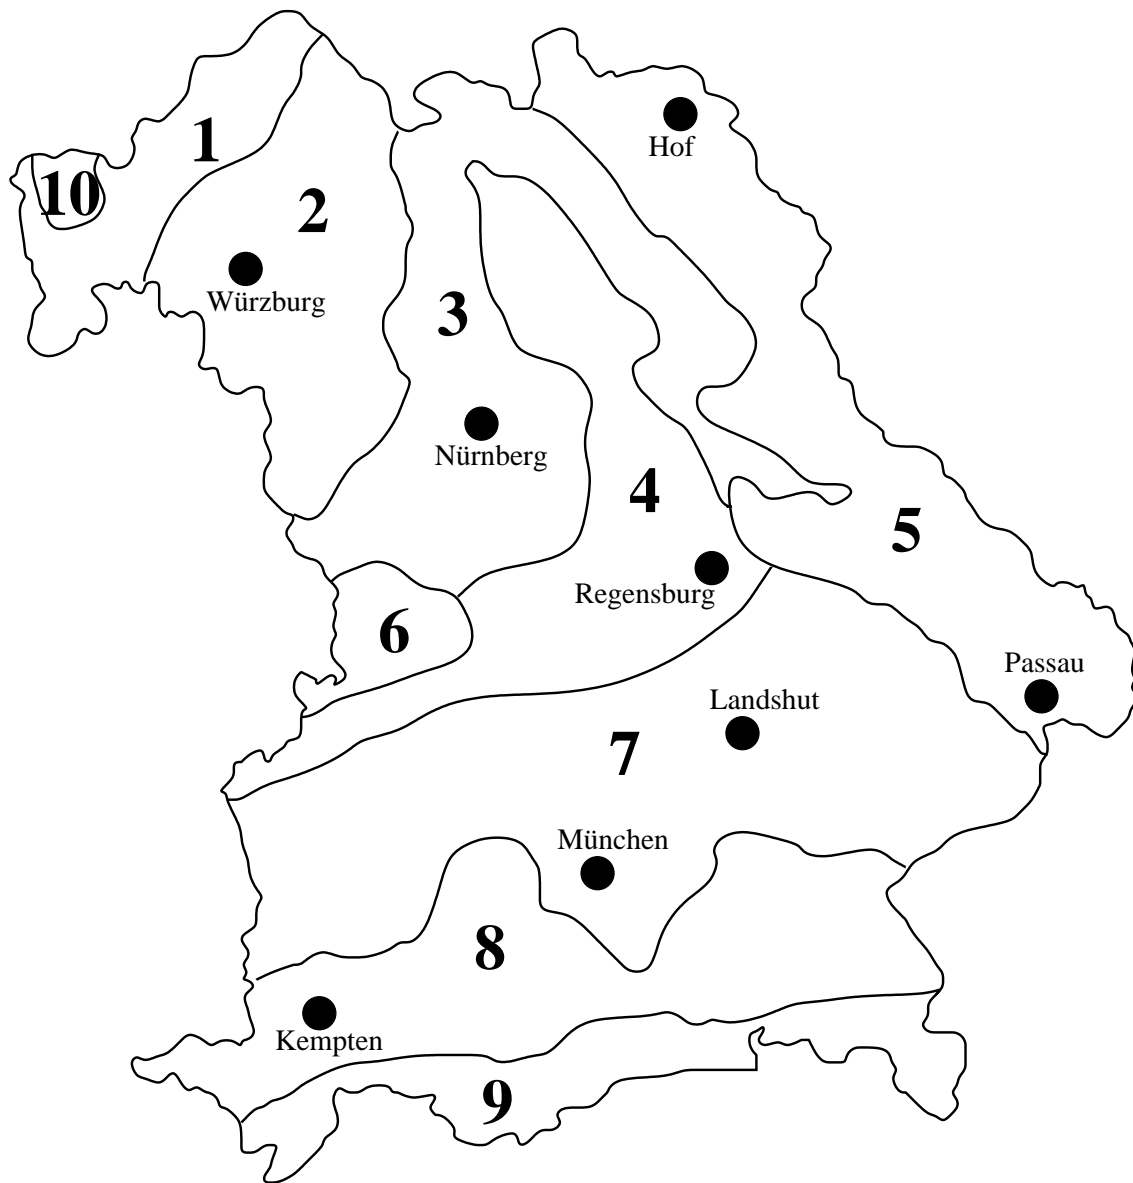 Hof
1
10
2
Würzburg
3
Nürnberg
4
5
Regensburg
6
Passau
Landshut
7
München
8
Kempten
9